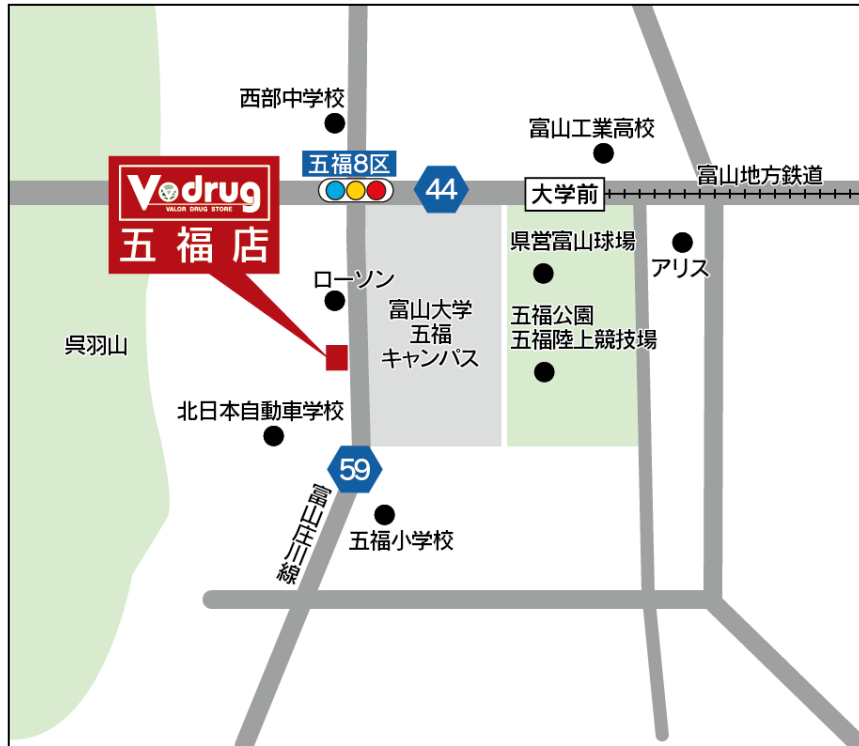 西部中学校
富山工業高校
五福8区
44
大学前
富山地方鉄道
V drug
VALOR DRUG STORE
五福店
県営富山球場
アリス
ローソン
富山大学
五福
キャンパス
五福公園
五福陸上競技場
呉羽山
北日本自動車学校
59
富山庄川線
五福小学校